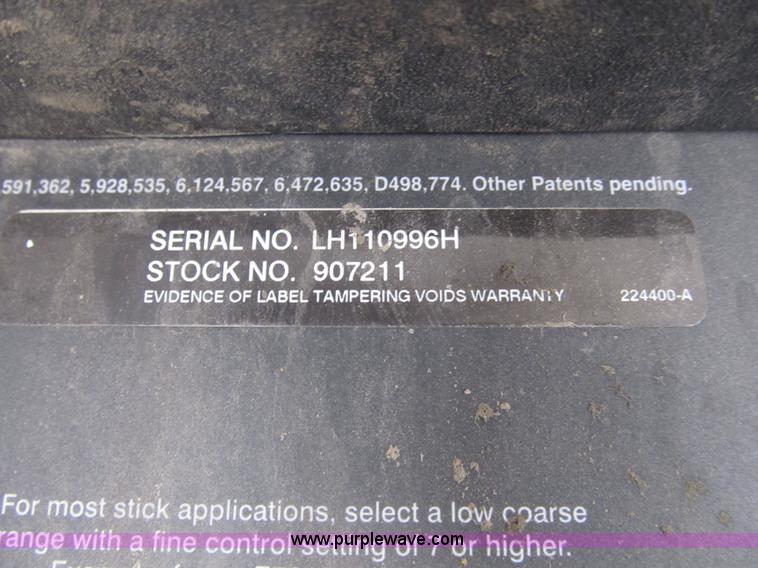 591,362, 5,928,535, 6,124,567, 6,472,635, D498,774. Other Patents pending.
SERIAL NO. LH110996H
STOCK NO. 907211
EVIDENCE OF LABEL TAMPERING VOIDS WARRANTY 224400-A
For most stick applications, select a low coarse
range with a fine control setting of 7 or higher.
www.purplewave.com